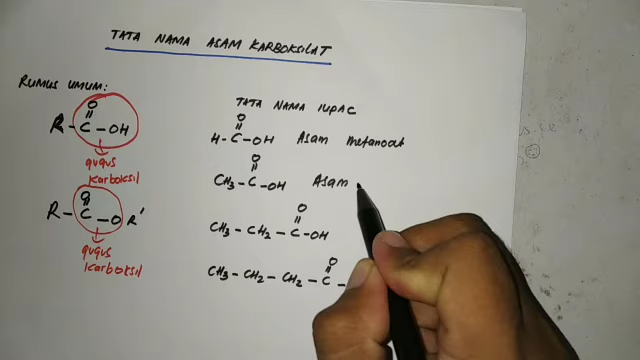 TATA NAMA ASAM KARBOKSILAT
RUMUS UMUM:
O
R-C-OH
gugus
karboksil
O
R-C-O R'
gugus
karboksil
TATA NAMA IUPAC
O
H-C-OH Asam metanoat
O
CH3-C-OH Asam
O
CH3-CH2-C-OH
O
CH3-CH2-CH2-C-